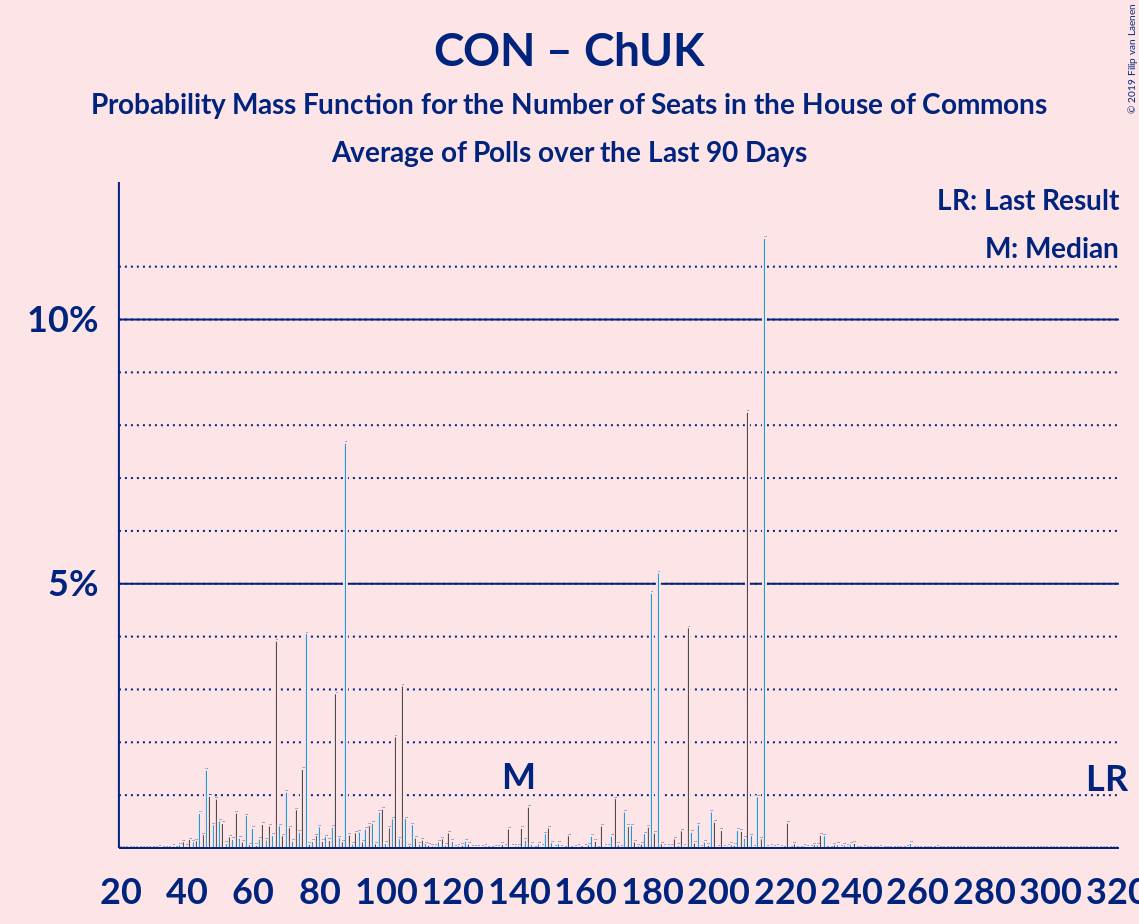 CON – ChUK
Probability Mass Function for the Number of Seats in the House of Commons
Average of Polls over the Last 90 Days
© 2019 Filip van Laenen
LR: Last Result
M: Median
10%
5%
M
LR
20 40 60 80 100 120 140 160 180 200 220 240 260 280 300 320